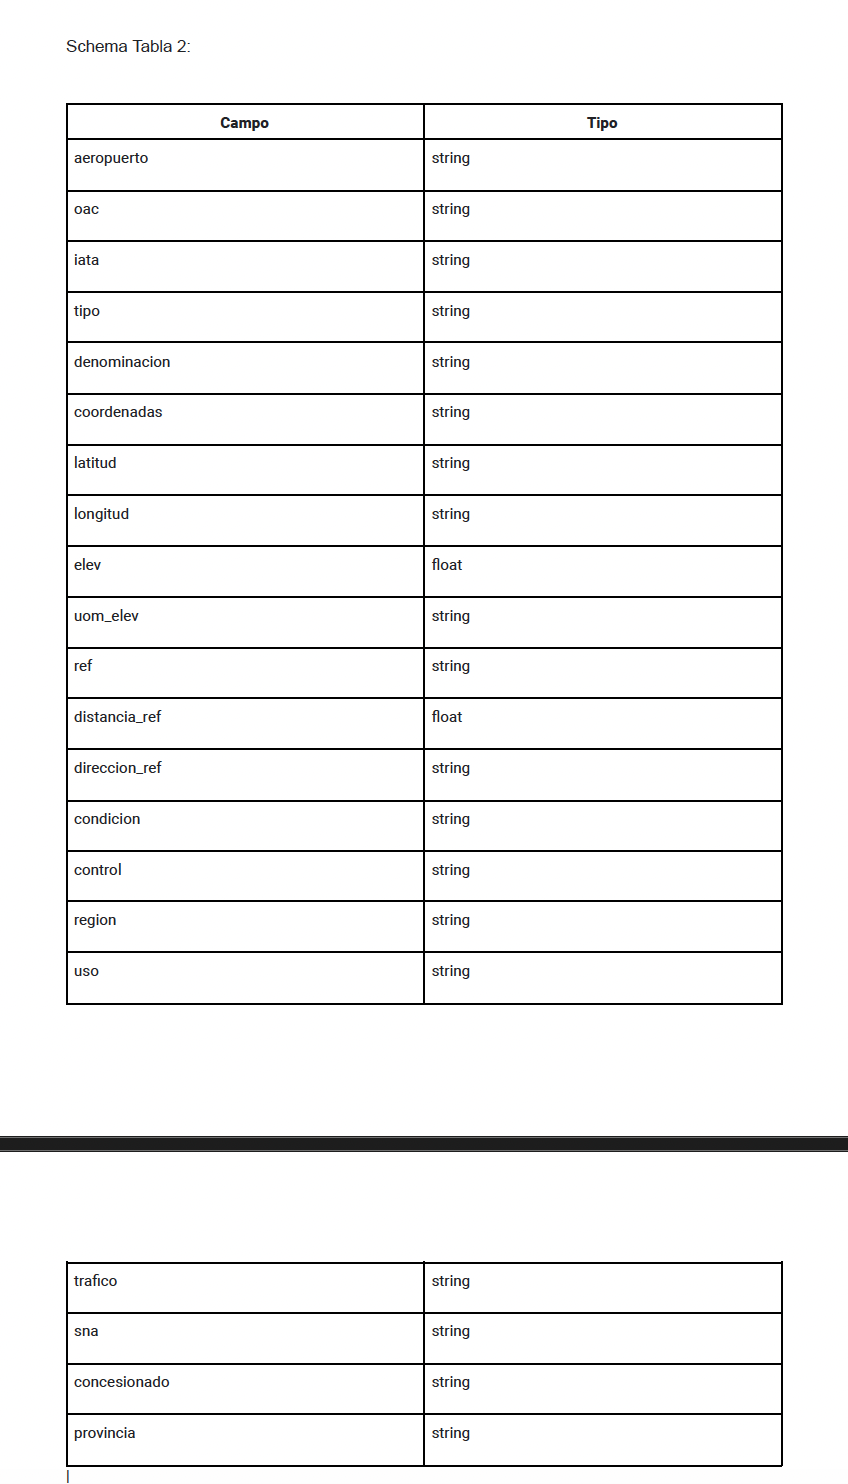 Schema Tabla 2:
Campo Tipo
aeropuerto string
oac string
iata string
tipo string
denominacion string
coordenadas string
latitud string
longitud string
elev float
uom_elev string
ref string
distancia_ref float
direccion_ref string
condicion string
control string
region string
uso string
trafico string
sna string
concesionado string
provincia string